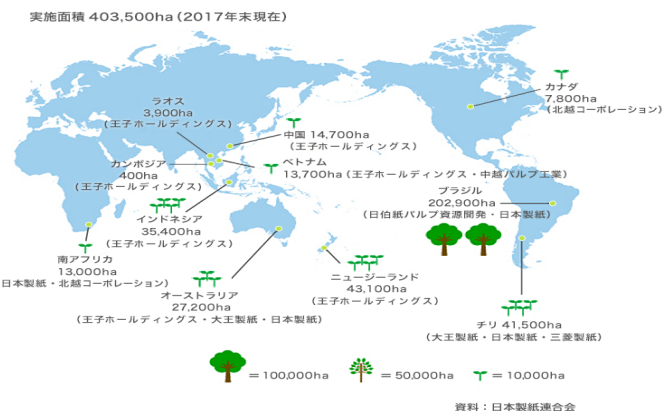 実施面積 403,500ha（2017年末現在）
カナダ
7,800ha
（北越コーポレーション）
ラオス
3,900ha
（王子ホールディングス）
中国 14,700ha
（王子ホールディングス）
カンボジア
400ha
（王子ホールディングス）
ベトナム
13,700ha（王子ホールディングス・中越パルプ工業）
ブラジル
202,900ha
（日伯紙パルプ資源開発・日本製紙）
インドネシア
35,400ha
（王子ホールディングス）
南アフリカ
13,000ha
日本製紙・北越コーポレーション）
オーストラリア
27,200ha
（王子ホールディングス・大王製紙・日本製紙）
ニュージーランド
43,100ha
（王子ホールディングス）
チリ 41,500ha
（大王製紙・日本製紙・三菱製紙）
＝100,000ha
＝50,000ha
＝10,000ha
資料：日本製紙連合会